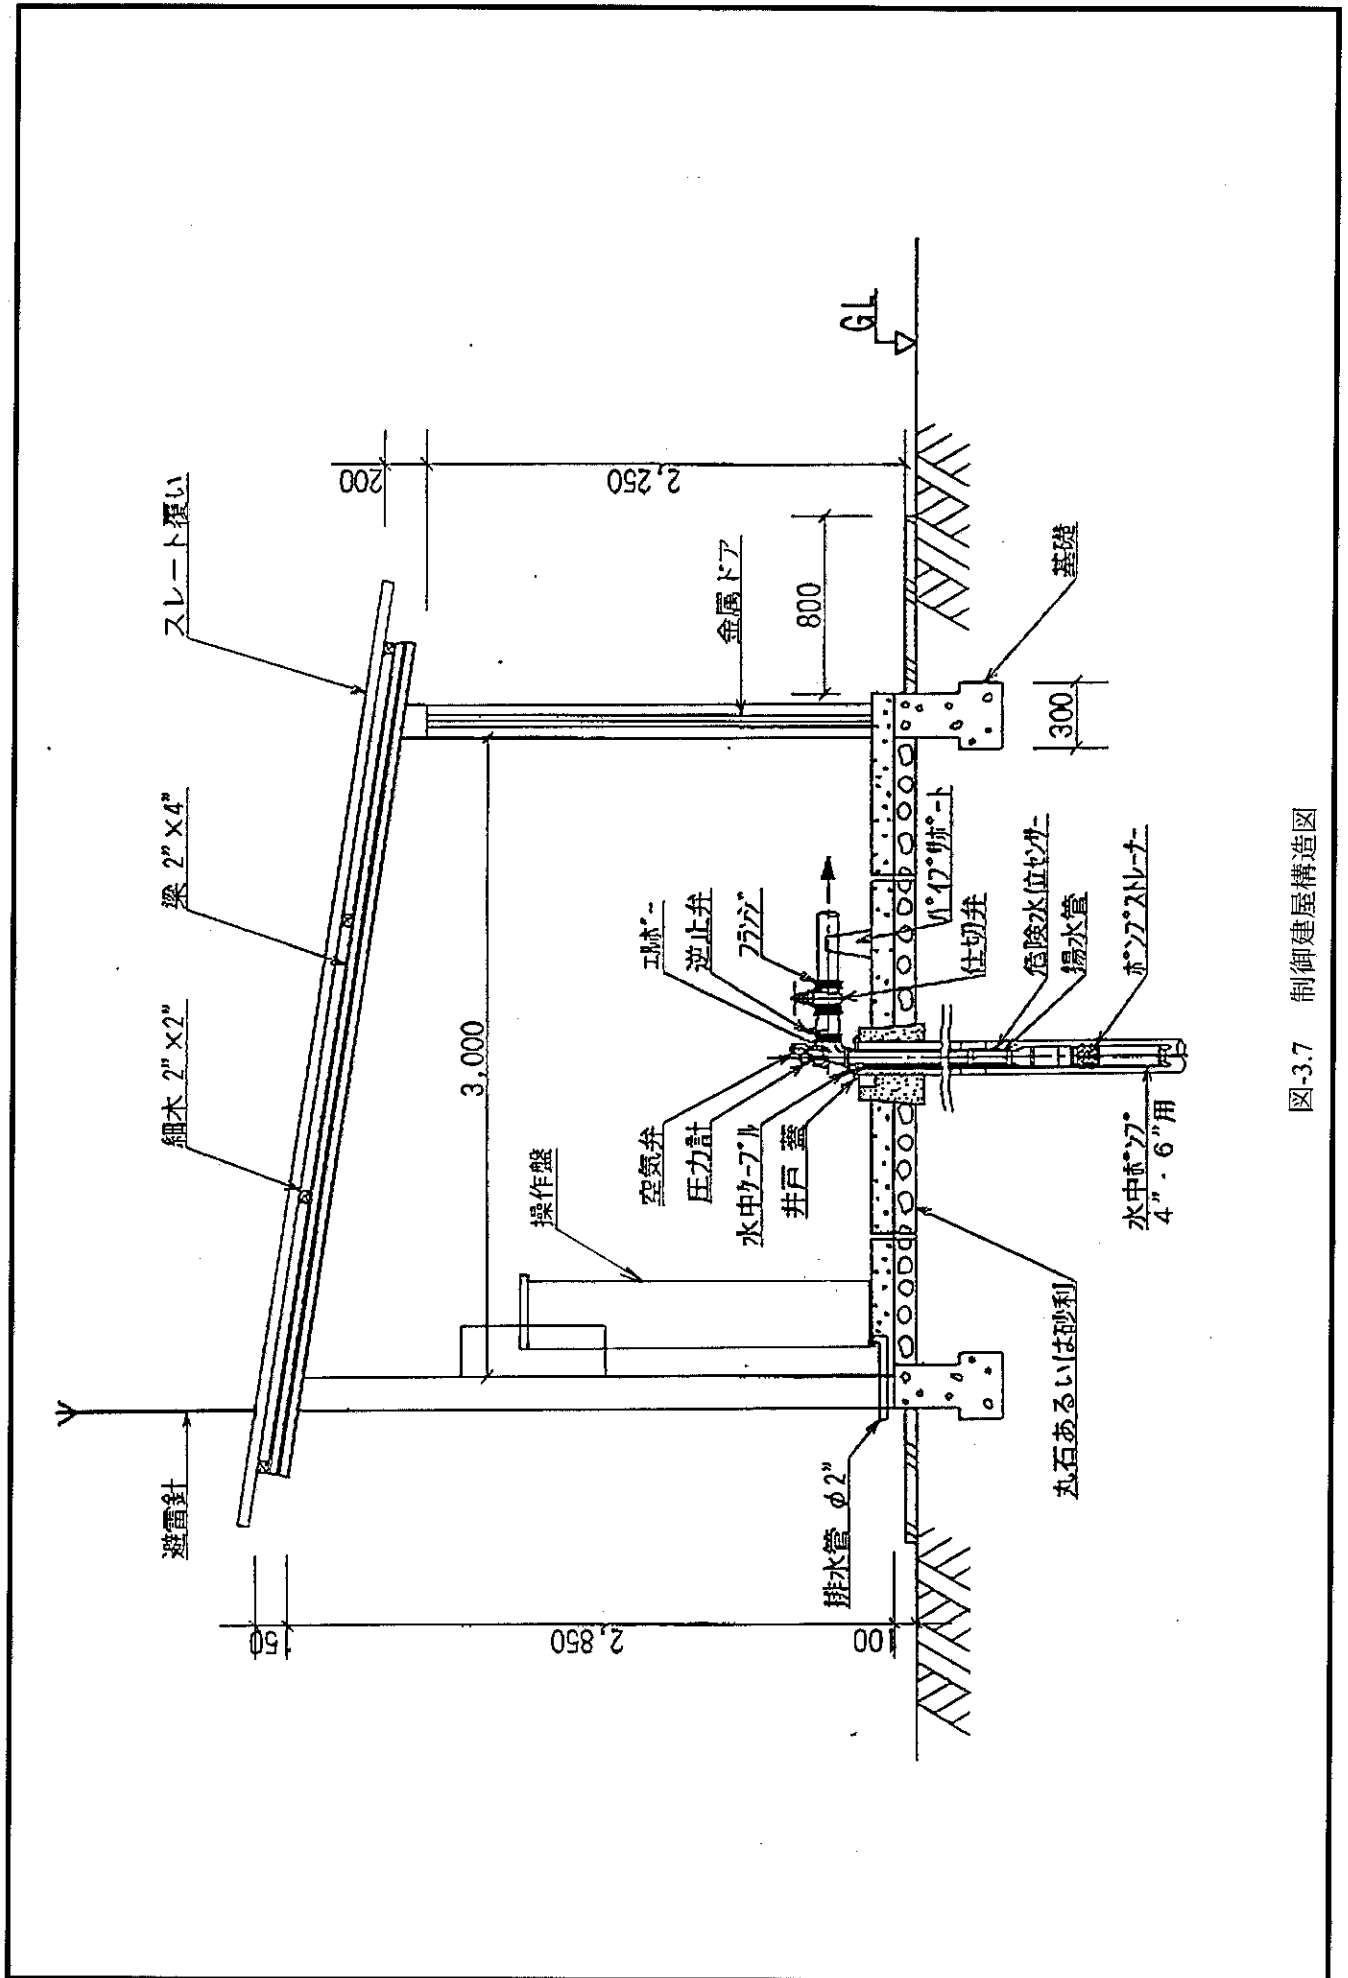 避雷針
細木 2"×2"
梁 2"×4"
スレート覆い
150
2,850
100
200
2,250
3,000
操作盤
空気弁
圧力計
水中ケーブル
井戸 蓋
エルボー
逆止弁
フランジ
金属ドア
800
GL
排水管 φ2"
パイプサポート
仕切弁
危険水位センサー
揚水管
ポンプストレーナー
基礎
300
丸石あるいは砂利
水中ポンプ
4"・6"用
図-3.7 制御建屋構造図